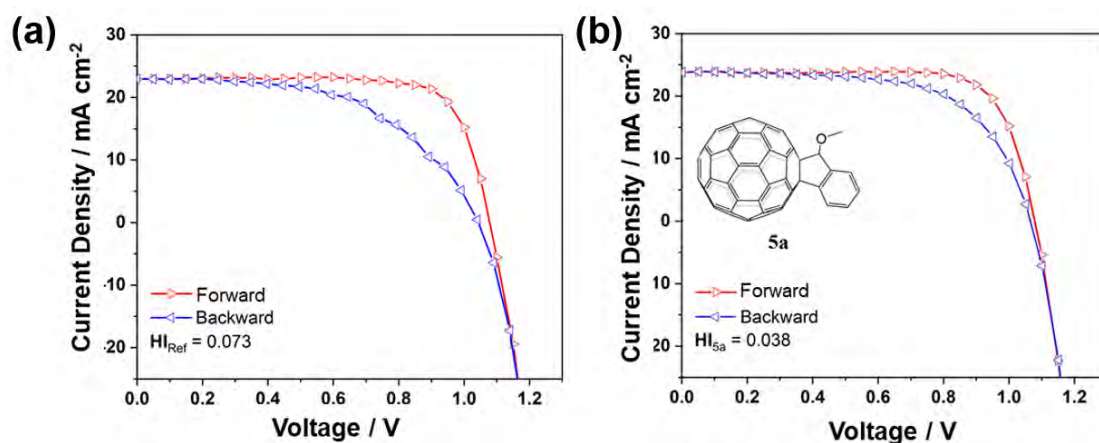 (a)
30
20
10
0
-10
-20
0.0 0.2 0.4 0.6 0.8 1.0 1.2
Current Density / mA cm-2
Voltage / V
Forward
Backward
HIRef = 0.073
(b)
30
20
10
0
10
20
0.0 0.2 0.4 0.6 0.8 1.0 1.2
Current Density / mA cm-2
Voltage / V
O
5a
Forward
Backward
HI5a = 0.038